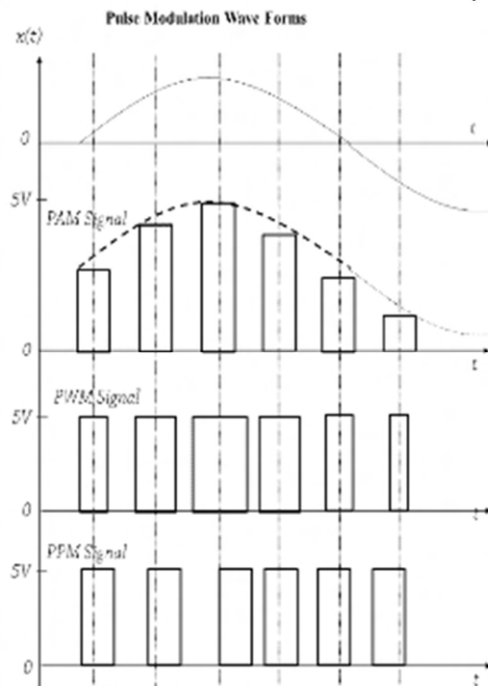 Pulse Modulation Wave Forms
x(t)
0
t
5V
PAM Signal
0
t
PWM Signal
5V
0
t
PPM Signal
5V
0
t